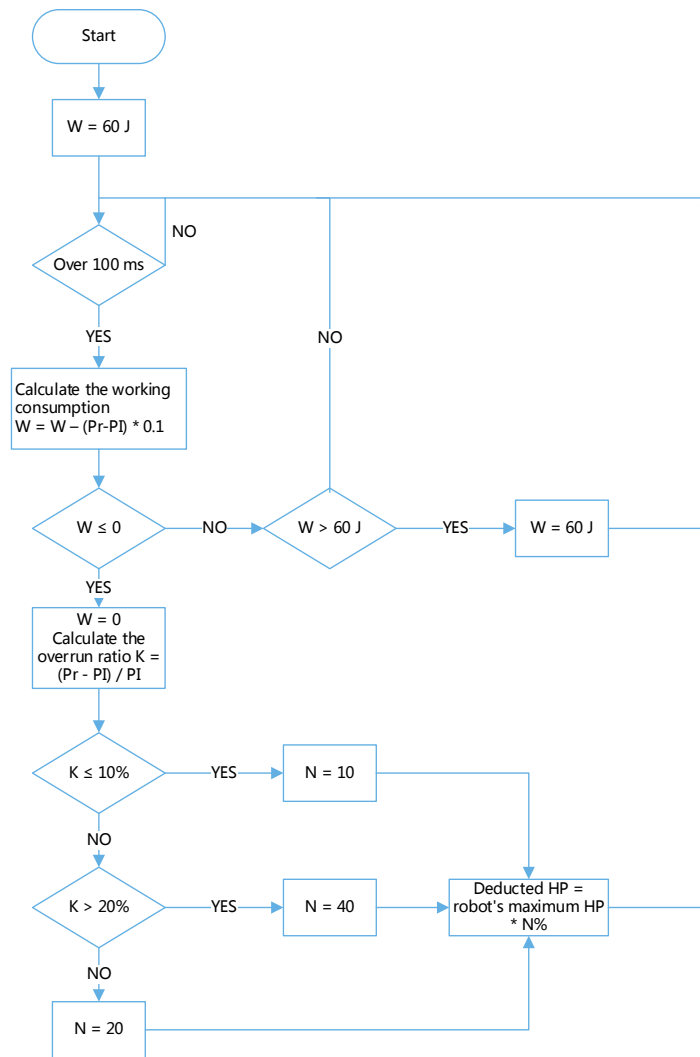 Start
W = 60 J
NO
Over 100 ms
YES
NO
Calculate the working
consumption
W = W – (Pr-PI) * 0.1
W ≤ 0
NO
W > 60 J
YES
W = 60 J
YES
W = 0
Calculate the
overrun ratio K =
(Pr - PI) / PI
K ≤ 10%
YES
N = 10
NO
K > 20%
YES
N = 40
Deducted HP =
robot's maximum HP
* N%
NO
N = 20